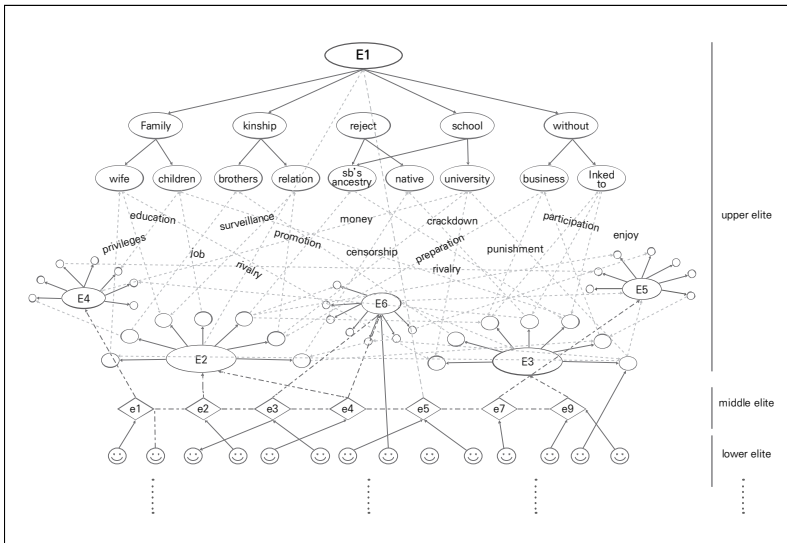 E1
Family
kinship
reject
school
without
wife
children
brothers
relation
sb's
ancestry
native
university
business
Inked
to
education
surveillance
money
crackdown
participation
upper elite
privileges
job
promotion
censorship
preparation
punishment
enjoy
rivalry
rivalry
E4
E6
E5
E2
E3
e1
e2
e3
e4
e5
e7
e9
middle elite
lower elite